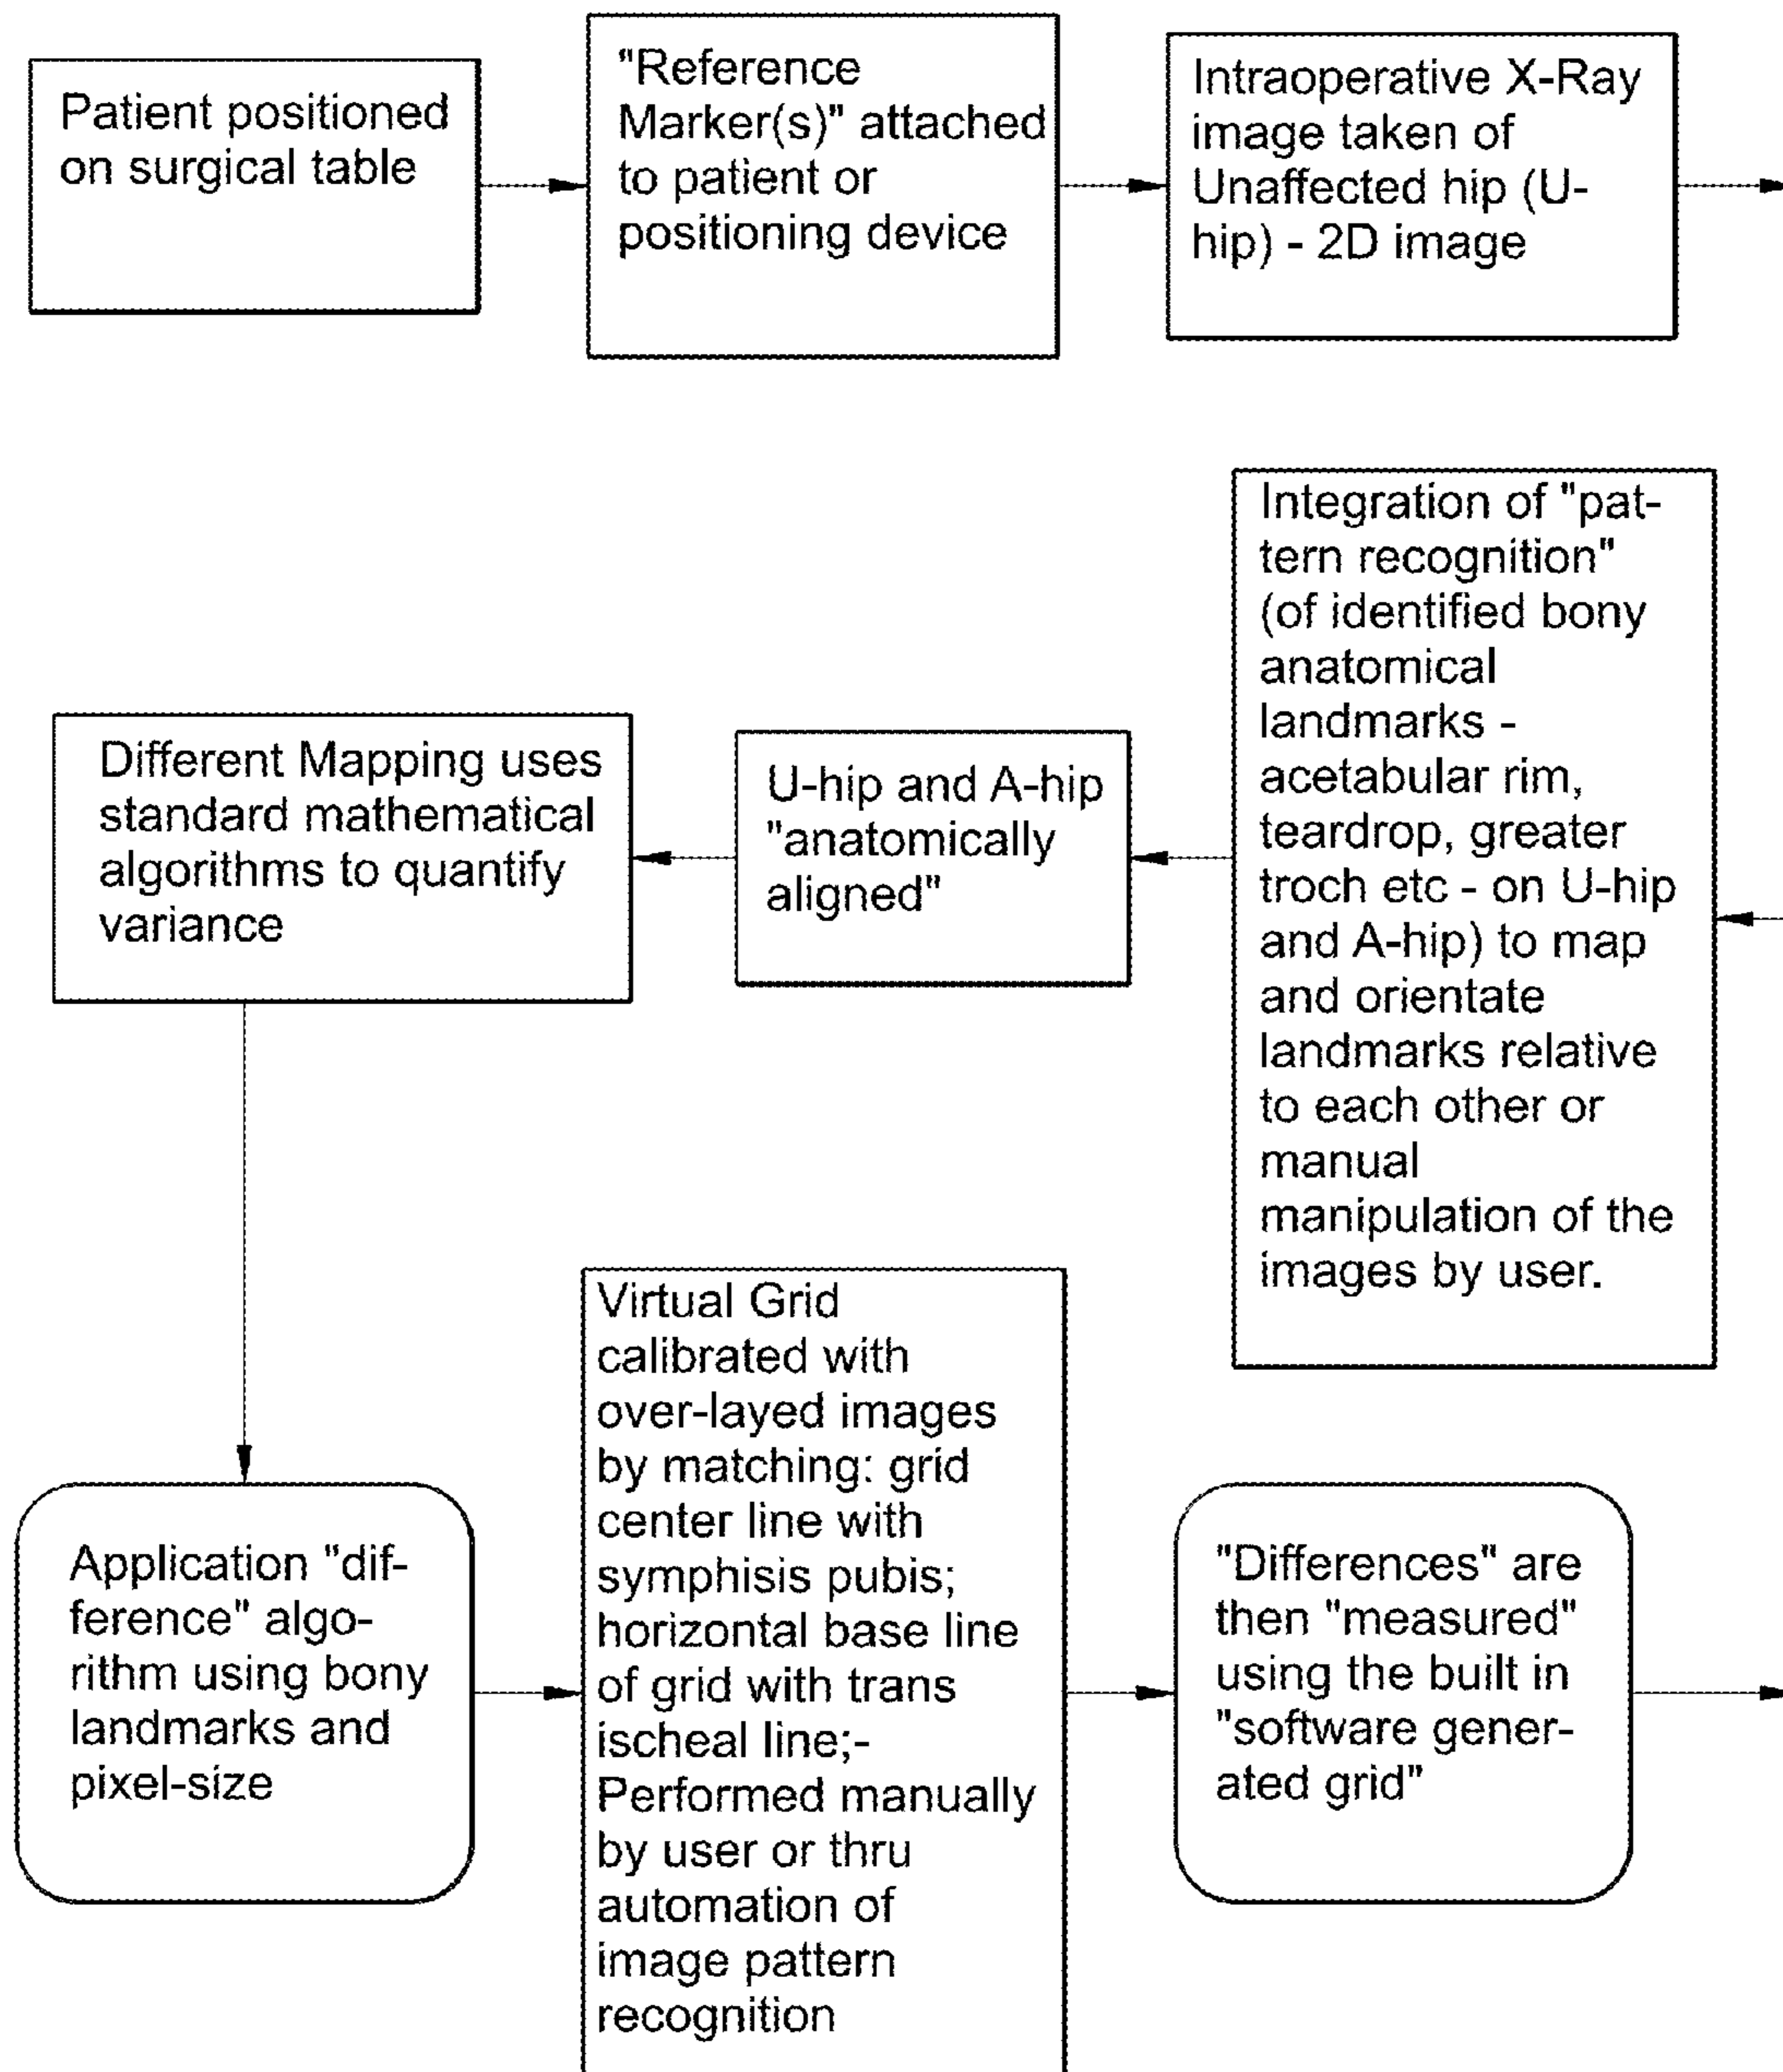 Patient positioned
on surgical table
"Reference
Marker(s)" attached
to patient or
positioning device
Intraoperative X-Ray
image taken of
Unaffected hip (U-
hip) - 2D image
Integration of "pat-
tern recognition"
(of identified bony
anatomical
landmarks -
acetabular rim,
teardrop, greater
troch etc - on U-hip
and A-hip) to map
and orientate
landmarks relative
to each other or
manual
manipulation of the
images by user.
U-hip and A-hip
"anatomically
aligned"
Different Mapping uses
standard mathematical
algorithms to quantify
variance
Application "dif-
ference" algo-
rithm using bony
landmarks and
pixel-size
Virtual Grid
calibrated with
over-layed images
by matching: grid
center line with
symphisis pubis;
horizontal base line
of grid with trans
ischeal line;-
Performed manually
by user or thru
automation of
image pattern
recognition
"Differences" are
then "measured"
using the built in
"software gener-
ated grid"